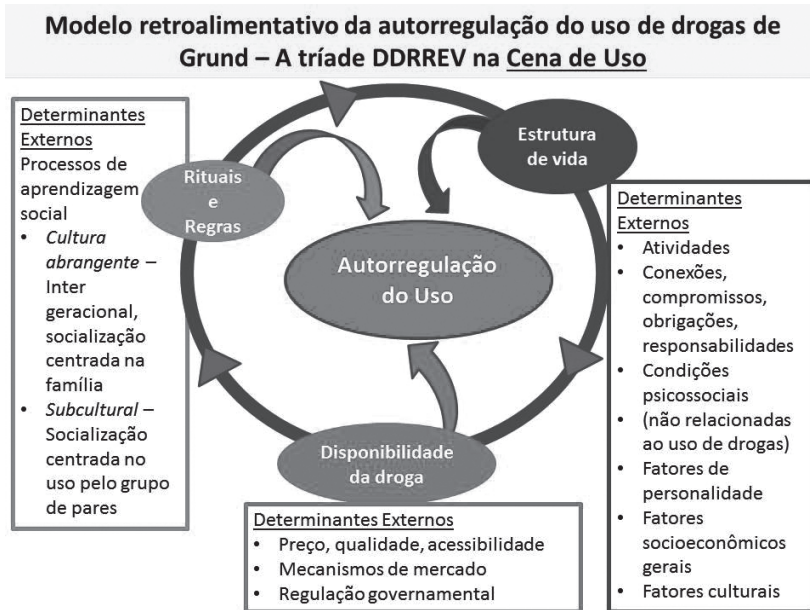 Modelo retroalimentativo da autorregulação do uso de drogas de
Grund – A tríade DDRREV na Cena de Uso
Determinantes
Externos
Processos de
aprendizagem
social
• Cultura
abrangente –
Inter
geracional,
socialização
centrada na
família
• Subcultural –
Socialização
centrada no
uso pelo grupo
de pares
Rituais
e
Regras
Estrutura
de vida
Autorregulação
do Uso
Disponibilidade
da droga
Determinantes
Externos
• Atividades
• Conexões,
compromissos,
obrigações,
responsabilidades
• Condições
psicossociais
• (não relacionadas
ao uso de drogas)
• Fatores de
personalidade
• Fatores
socioeconômicos
gerais
• Fatores culturais
Determinantes Externos
• Preço, qualidade, acessibilidade
• Mecanismos de mercado
• Regulação governamental